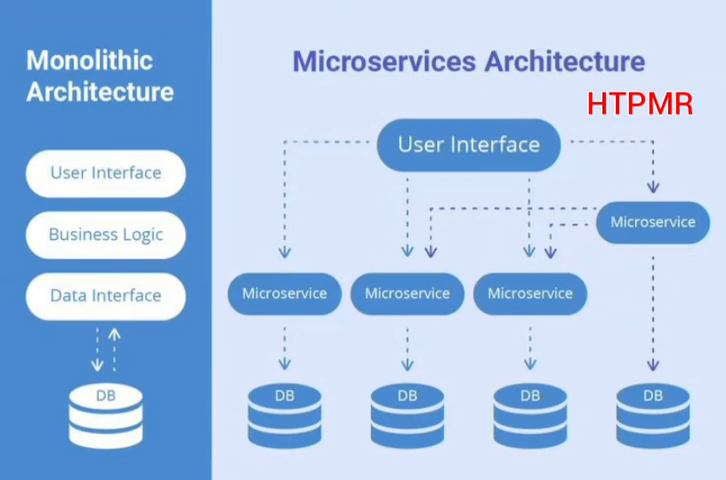 Monolithic
Architecture
User Interface
Business Logic
Data Interface
DB
Microservices Architecture
HTPMR
User Interface
Microservice
Microservice
Microservice
Microservice
DB
DB
DB
DB